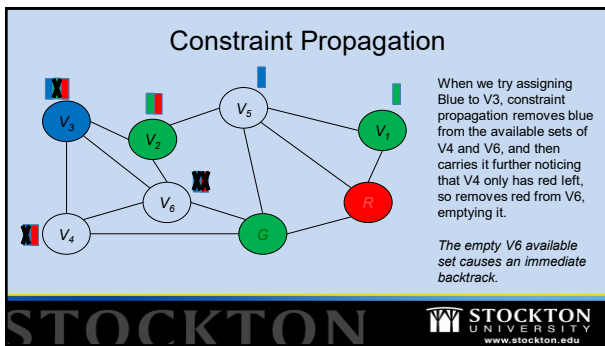 Constraint Propagation
V3
V2
V5
V1
V6
V4
G
R
When we try assigning
Blue to V3, constraint
propagation removes blue
from the available sets of
V4 and V6, and then
carries it further noticing
that V4 only has red left,
so removes red from V6,
emptying it.
The empty V6 available
set causes an immediate
backtrack.
STOCKTON
STOCKTON
UNIVERSITY
www.stockton.edu